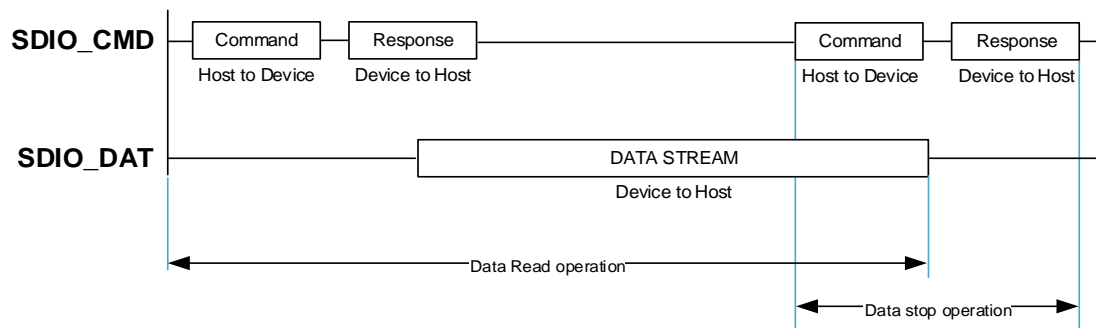 SDIO_CMD
Command
Response
Command
Response
Host to Device
Device to Host
Host to Device
Device to Host
SDIO_DAT
DATA STREAM
Device to Host
Data Read operation
Data stop operation